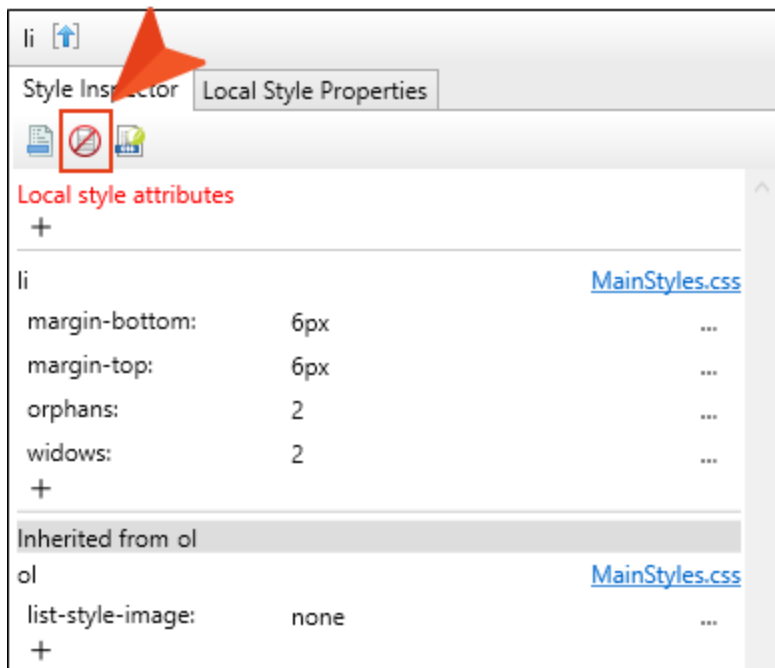 li
Style Inspector Local Style Properties
Local style attributes
+
li MainStyles.css
margin-bottom: 6px ...
margin-top: 6px ...
orphans: 2 ...
widows: 2 ...
+
Inherited from ol
ol MainStyles.css
list-style-image: none ...
+